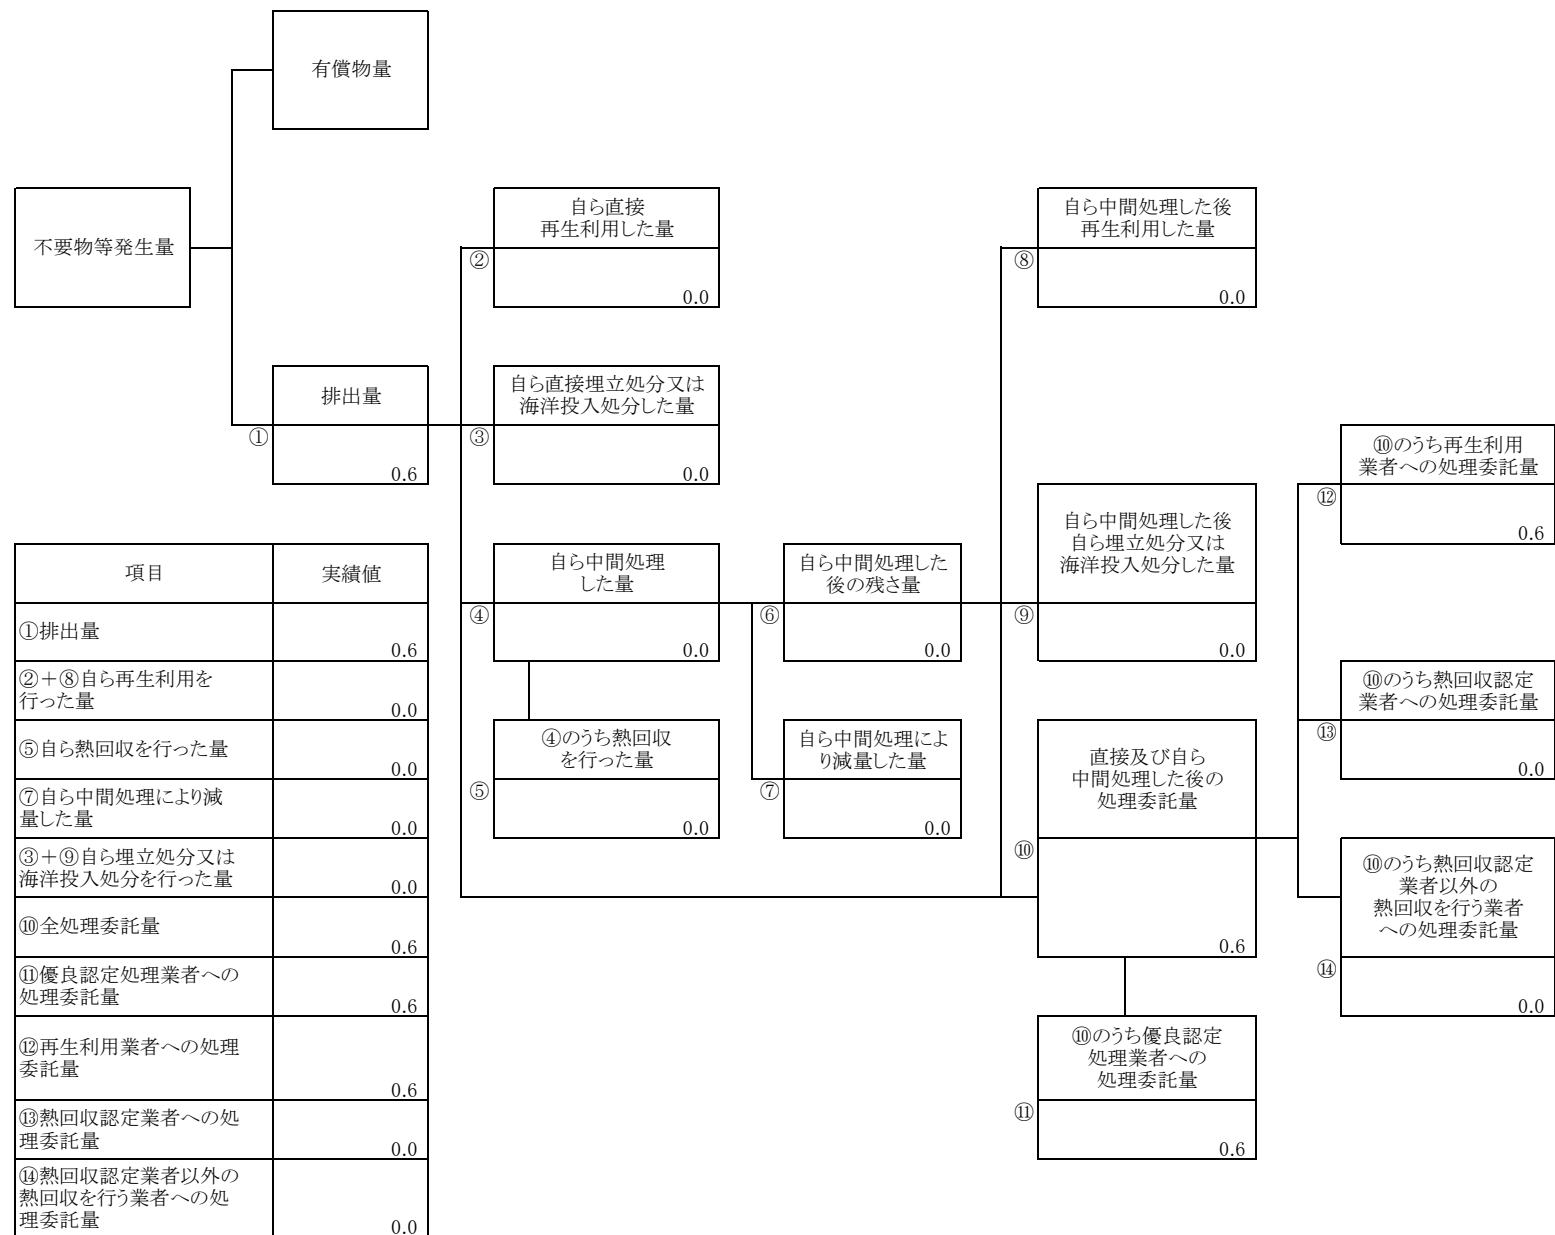 有償物量
不要物等発生量
排出量
①
0.6
自ら直接
再生利用した量
②
0.0
自ら直接埋立処分又は
海洋投入処分した量
③
0.0
自ら中間処理
した量
④
0.0
④のうち熱回収
を行った量
⑤
0.0
自ら中間処理した
後の残さ量
⑥
0.0
自ら中間処理によ
り減量した量
⑦
0.0
自ら中間処理した後
再生利用した量
⑧
0.0
自ら中間処理した後
自ら埋立処分又は
海洋投入処分した量
⑨
0.0
直接及び自ら
中間処理した後の
処理委託量
⑩
0.6
⑩のうち優良認定
処理業者への
処理委託量
⑪
0.6
⑩のうち再生利用
業者への処理委託量
⑫
0.6
⑩のうち熱回収認定
業者への処理委託量
⑬
0.0
⑩のうち熱回収認定
業者以外の
熱回収を行う業者
への処理委託量
⑭
0.0
項目 実績値
①排出量
0.6
②＋⑧自ら再生利用を
行った量
0.0
⑤自ら熱回収を行った量
0.0
⑦自ら中間処理により減
量した量
0.0
③＋⑨自ら埋立処分又は
海洋投入処分を行った量
0.0
⑩全処理委託量
0.6
⑪優良認定処理業者への
処理委託量
0.6
⑫再生利用業者への処理
委託量
0.6
⑬熱回収認定業者への処
理委託量
0.0
⑭熱回収認定業者以外の
熱回収を行う業者への処
理委託量
0.0